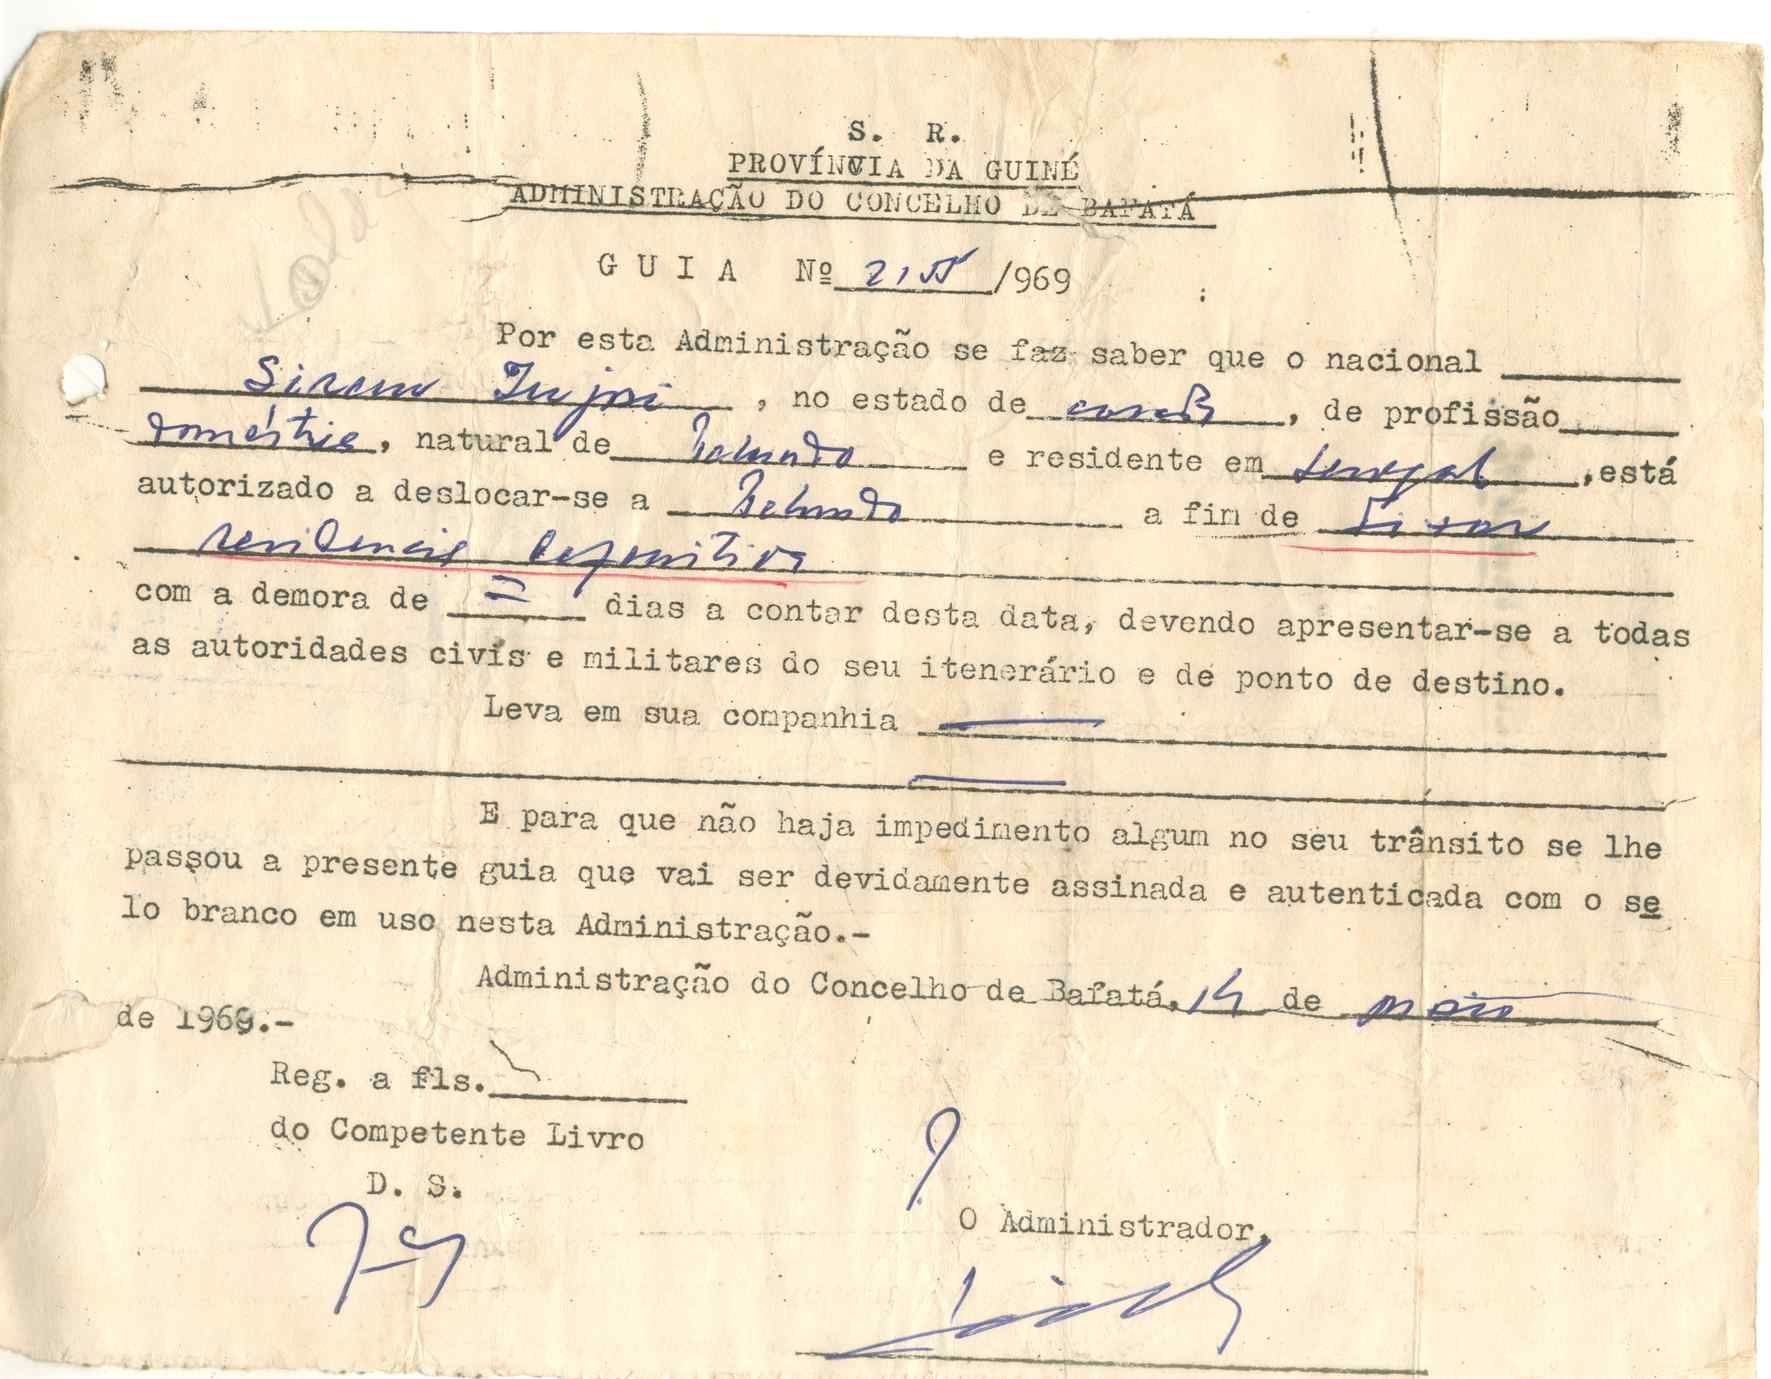 S. R.
PROVÍNCIA DA GUINÉ
ADMINISTRAÇÃO DO CONCELHO DE BAFATÁ
GUIA Nº /969
Por esta Administração se faz saber que o nacional
, no estado de casada, de profissão
doméstica, natural de e residente em Senegal, está
autorizado a deslocar-se a a fim de fixar
residencia definitiva
com a demora de = dias a contar desta data, devendo apresentar-se a todas
as autoridades civís e militares do seu itenerário e de ponto de destino.
Leva em sua companhia
E para que não haja impedimento algum no seu trânsito se lhe
passou a presente guia que vai ser devidamente assinada e autenticada com o se
lo branco em uso nesta Administração.-
Administração do Concelho de Bafatá, 14 de maio
de 1969.-
Reg. a fls.
do Competente Livro
D. S.
O Administrador,